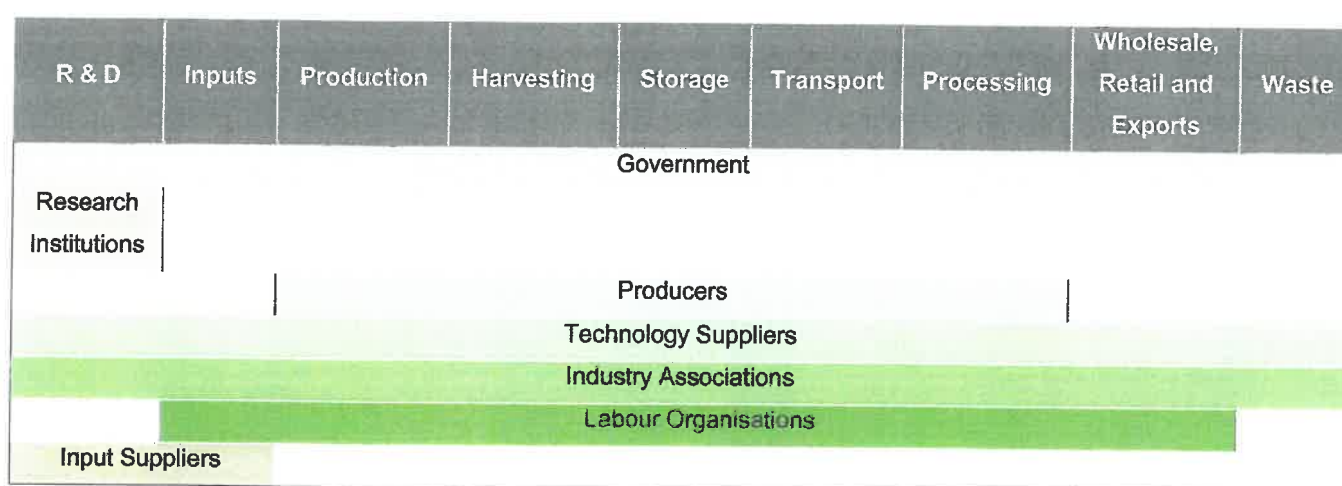 R & D Inputs Production Harvesting Storage Transport Processing Wholesale, Retail and Exports Waste
Government
Research
Institutions
Producers
Technology Suppliers
Industry Associations
Labour Organisations
Input Suppliers